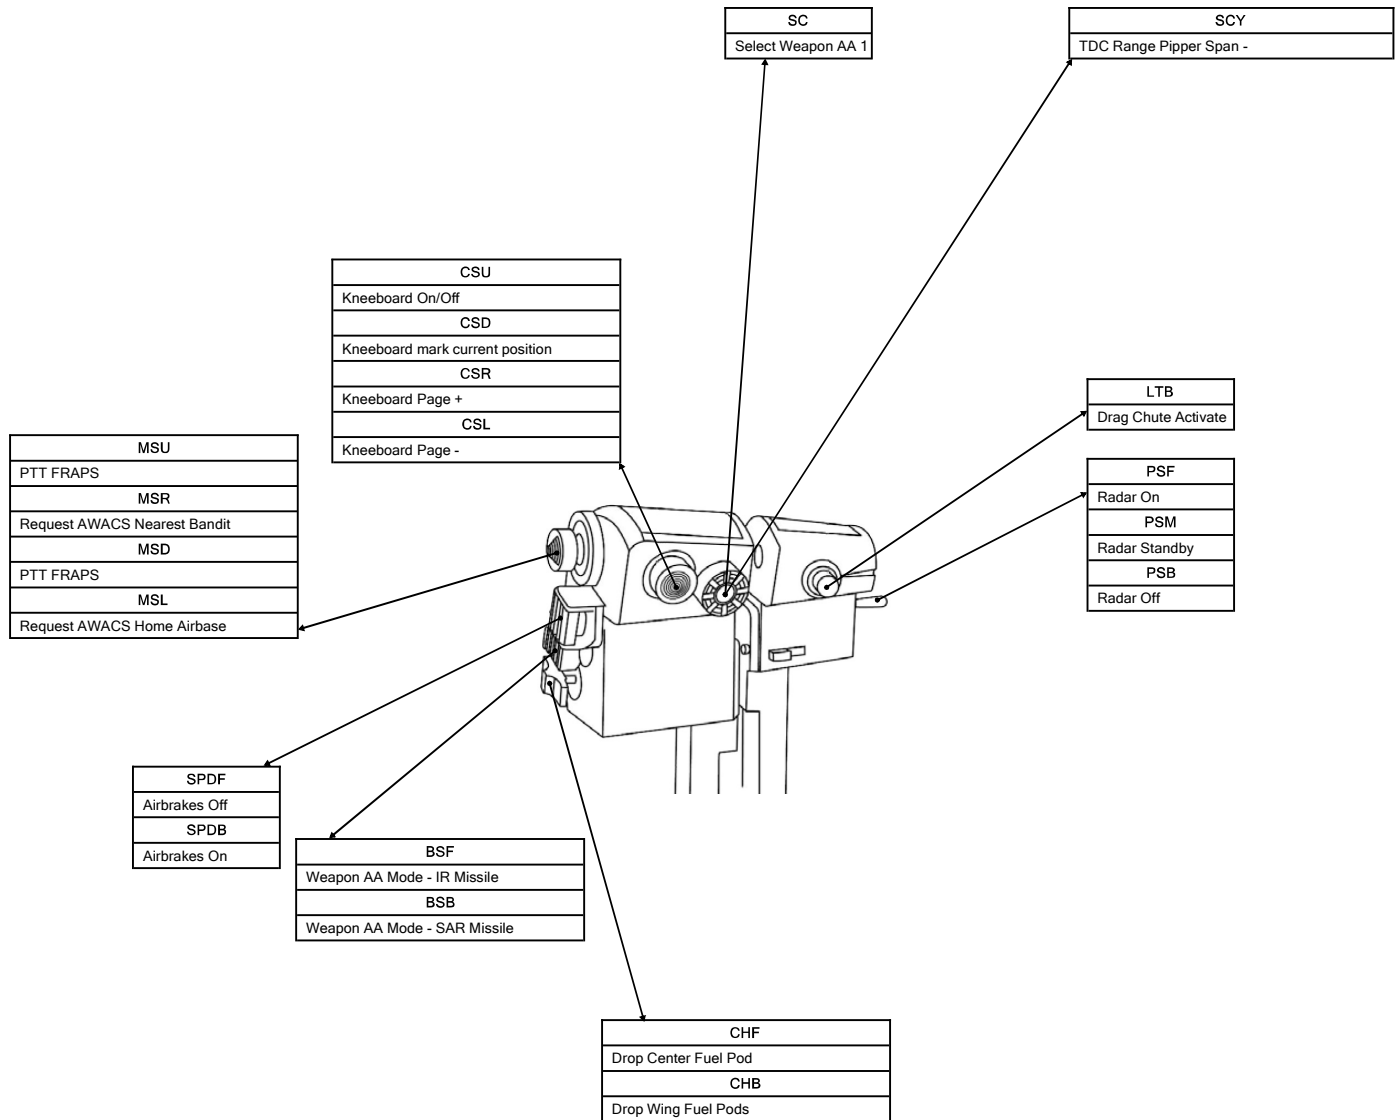 SC
Select Weapon AA 1
SCY
TDC Range Pipper Span -
CSU
Kneeboard On/Off
CSD
Kneeboard mark current position
CSR
Kneeboard Page +
CSL
Kneeboard Page -
LTB
Drag Chute Activate
MSU
PTT FRAPS
MSR
Request AWACS Nearest Bandit
MSD
PTT FRAPS
MSL
Request AWACS Home Airbase
PSF
Radar On
PSM
Radar Standby
PSB
Radar Off
SPDF
Airbrakes Off
SPDB
Airbrakes On
BSF
Weapon AA Mode - IR Missile
BSB
Weapon AA Mode - SAR Missile
CHF
Drop Center Fuel Pod
CHB
Drop Wing Fuel Pods